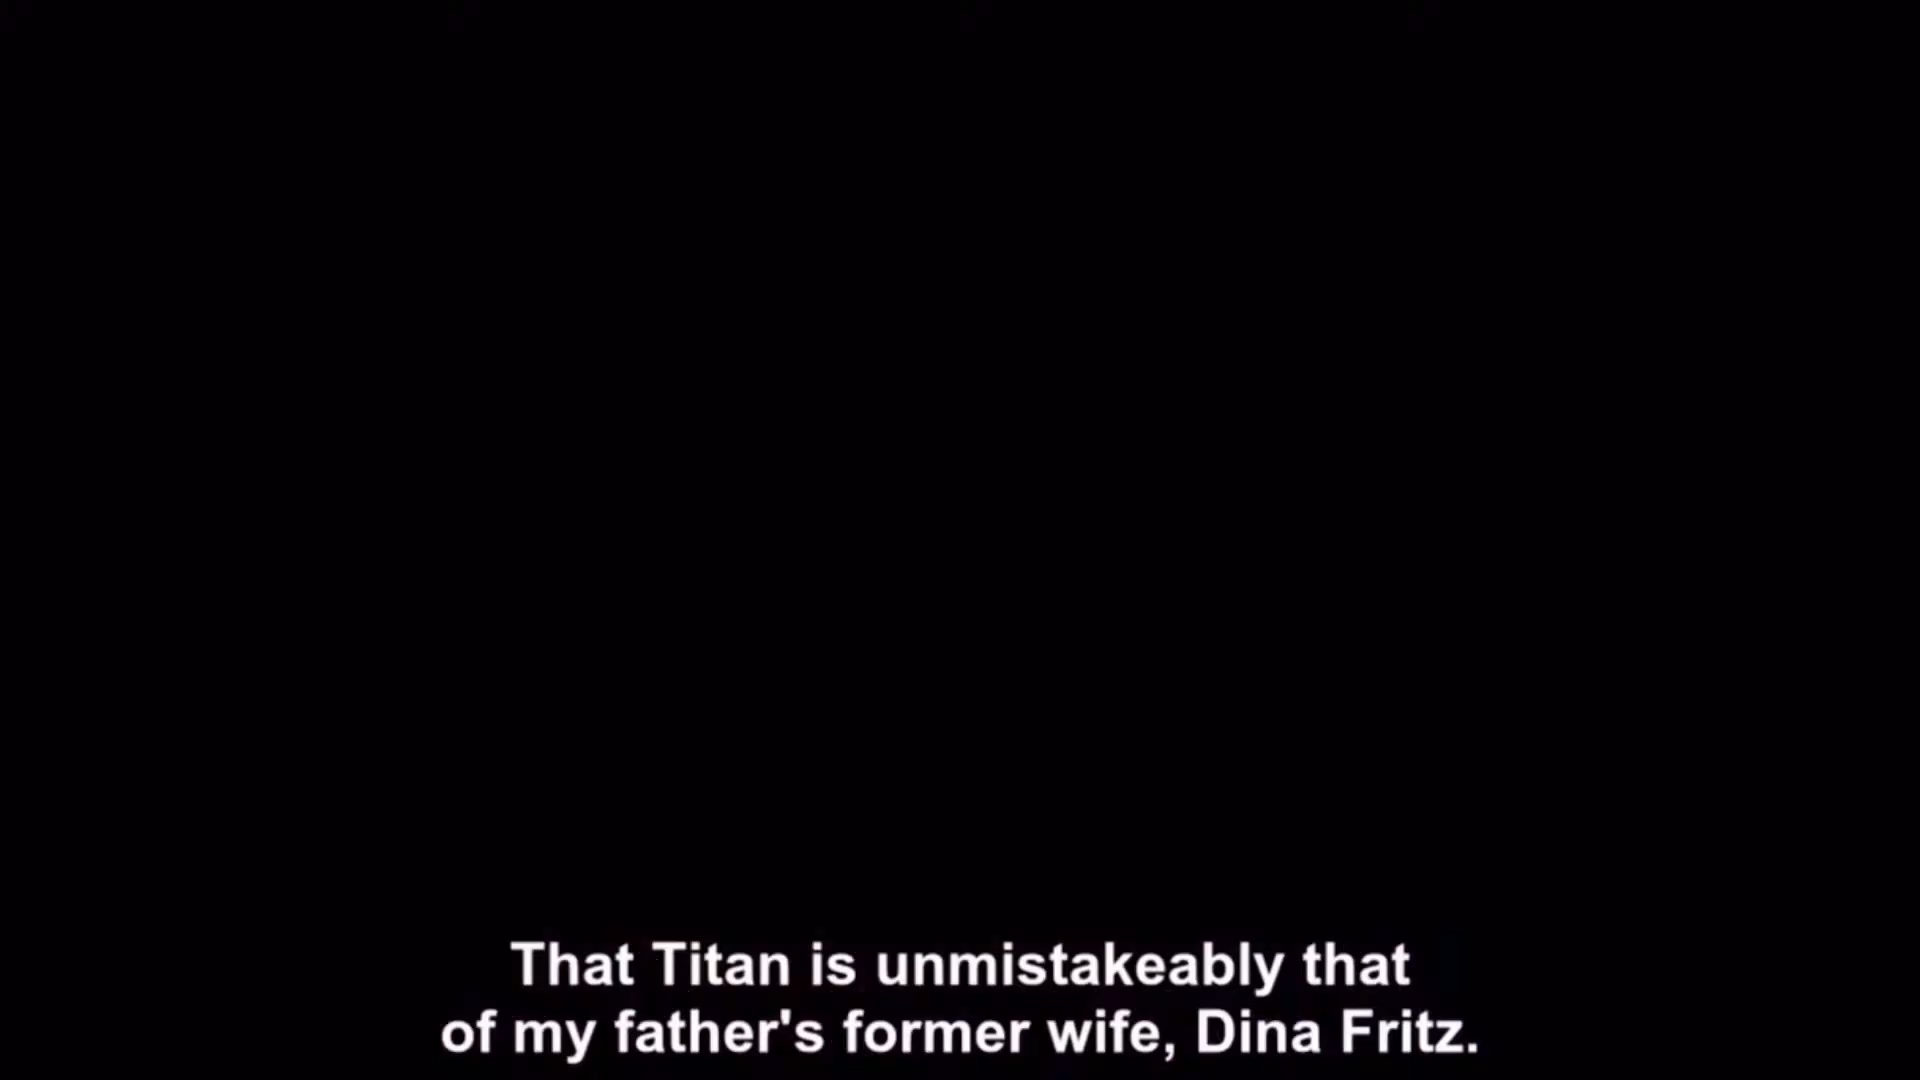 That Titan is unmistakeably that
of my father's former wife, Dina Fritz.